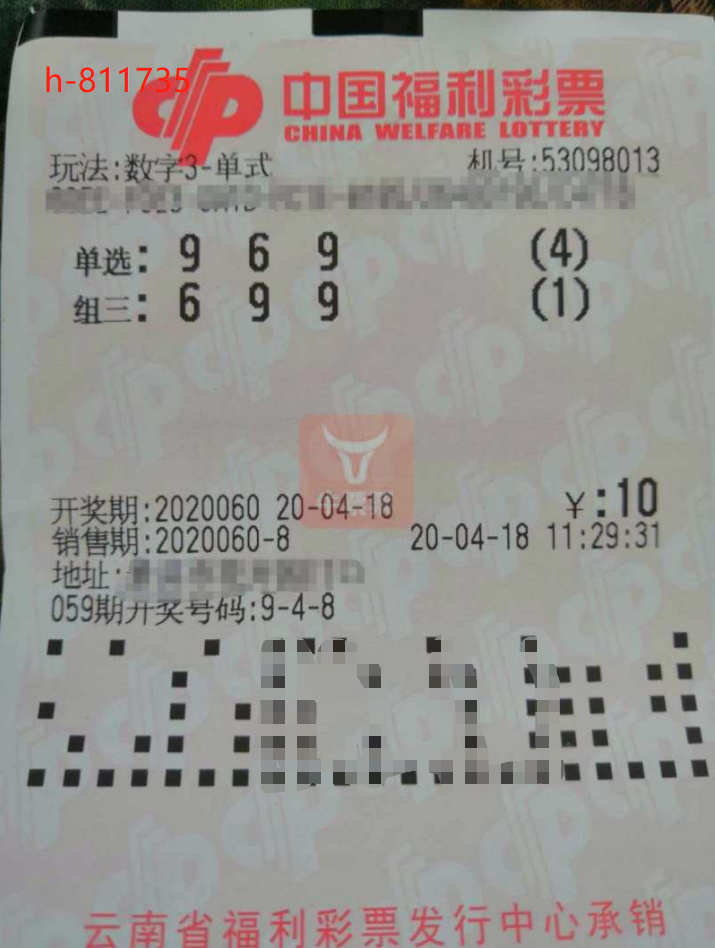 h-811735
中国福利彩票
CHINA WELFARE LOTTERY
玩法:数字3-单式 机号:53098013
单选: 9 6 9 (4)
组三: 6 9 9 (1)
开奖期:2020060 20-04-18 ¥:10
销售期:2020060-8 20-04-18 11:29:31
地址:
059期开奖号码:9-4-8
云南省福利彩票发行中心承销